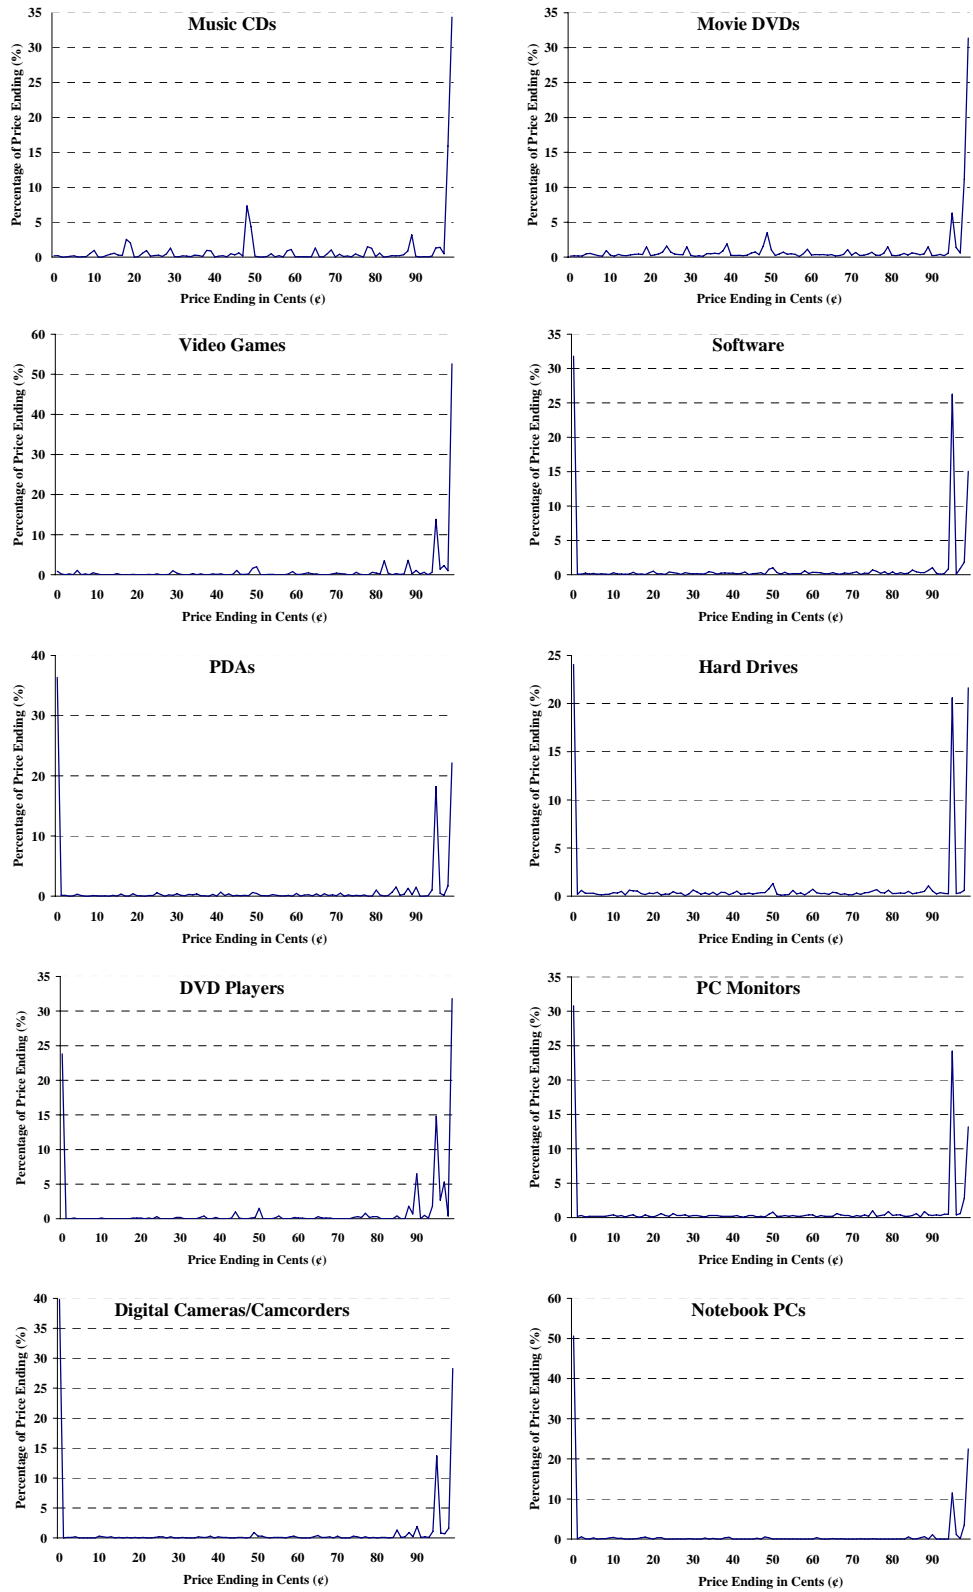 Music CDs
Percentage of Price Ending (%)
35
30
25
20
15
10
5
0
0 10 20 30 40 50 60 70 80 90
Price Ending in Cents (¢)
Movie DVDs
Percentage of Price Ending (%)
35
30
25
20
15
10
5
0
0 10 20 30 40 50 60 70 80 90
Price Ending in Cents (¢)
Video Games
Percentage of Price Ending (%)
60
50
40
30
20
10
0
0 10 20 30 40 50 60 70 80 90
Price Ending in Cents (¢)
Software
Percentage of Price Ending (%)
35
30
25
20
15
10
5
0
0 10 20 30 40 50 60 70 80 90
Price Ending in Cents (¢)
PDAs
Percentage of Price Ending (%)
40
30
20
10
0
0 10 20 30 40 50 60 70 80 90
Price Ending in Cents (¢)
Hard Drives
Percentage of Price Ending (%)
25
20
15
10
5
0
0 10 20 30 40 50 60 70 80 90
Price Ending in Cents (¢)
DVD Players
Percentage of Price Ending (%)
35
30
25
20
15
10
5
0
0 10 20 30 40 50 60 70 80 90
Price Ending in Cents (¢)
PC Monitors
Percentage of Price Ending (%)
35
30
25
20
15
10
5
0
0 10 20 30 40 50 60 70 80 90
Price Ending in Cents (¢)
Digital Cameras/Camcorders
Percentage of Price Ending (%)
40
35
30
25
20
15
10
5
0
0 10 20 30 40 50 60 70 80 90
Price Ending in Cents (¢)
Notebook PCs
Percentage of Price Ending (%)
60
50
40
30
20
10
0
0 10 20 30 40 50 60 70 80 90
Price Ending in Cents (¢)